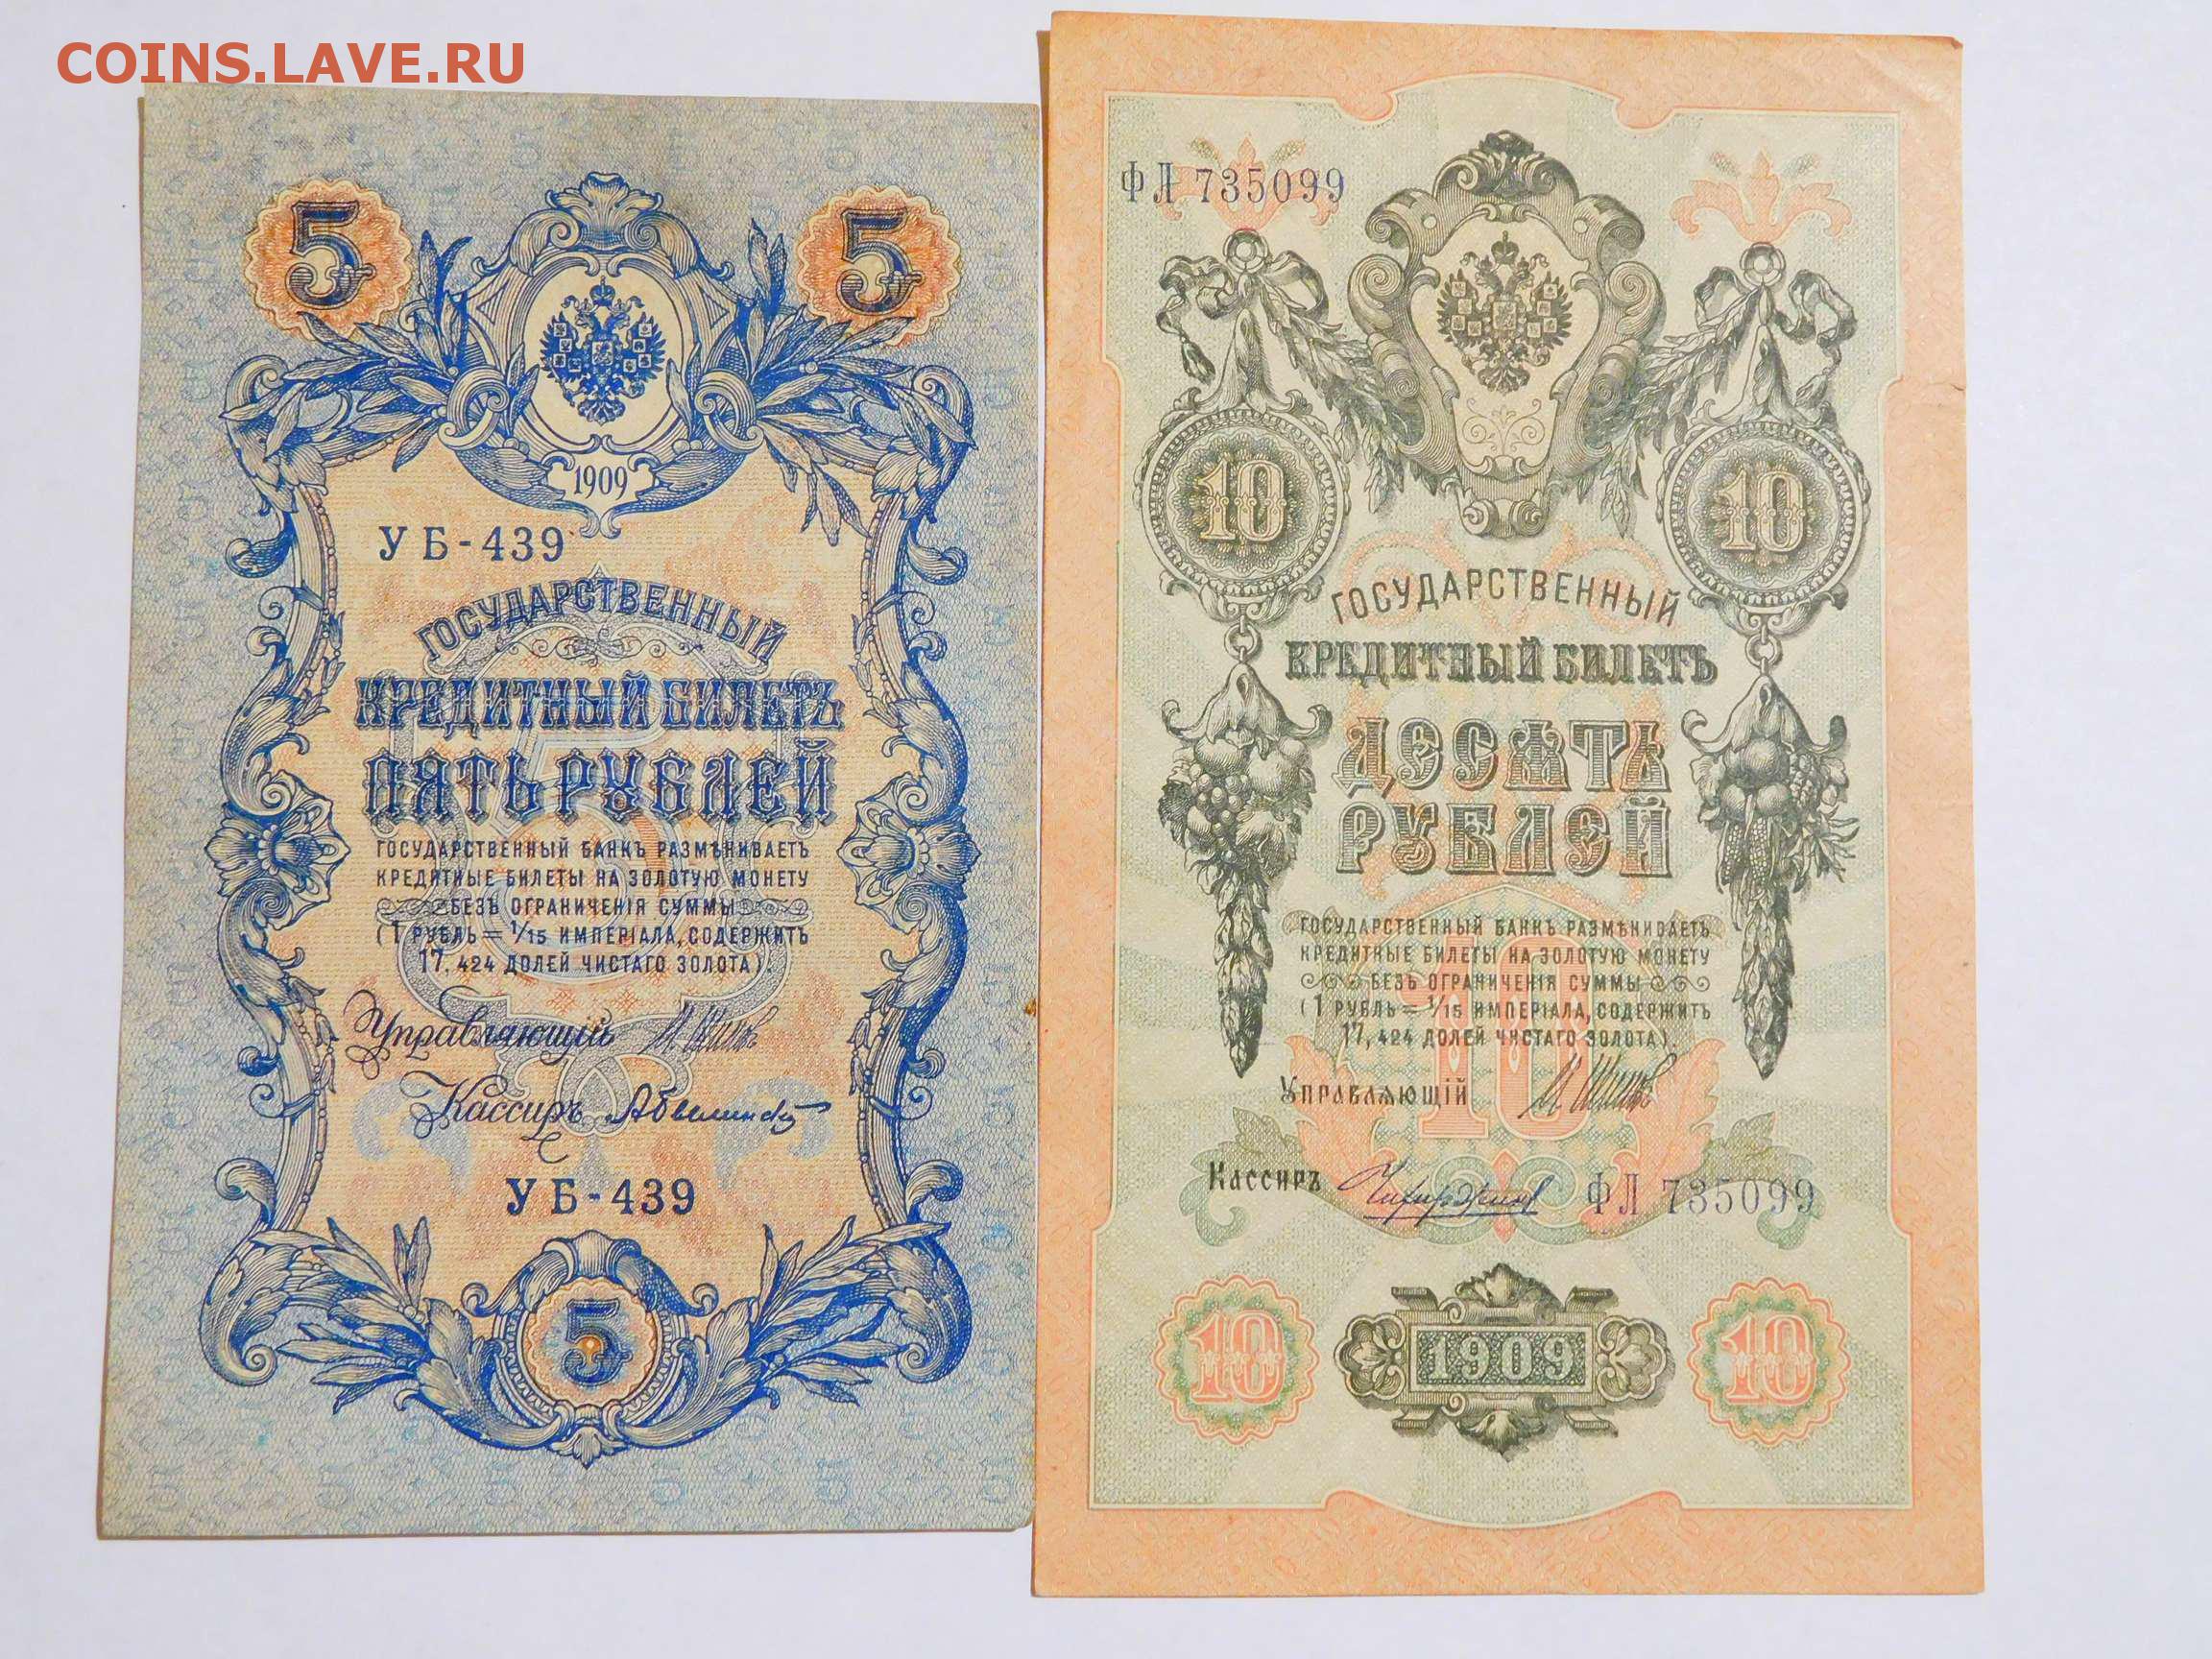 COINS.LAVE.RU
5 5
1909
УБ-439
ГОСУДАРСТВЕННЫЙ
КРЕДИТНЫЙ БИЛЕТЪ
ПЯТЬ РУБЛЕЙ
ГОСУДАРСТВЕННЫЙ БАНКЪ РАЗМѢНИВАЕТЪ
КРЕДИТНЫЕ БИЛЕТЫ НА ЗОЛОТУЮ МОНЕТУ
БЕЗЪ ОГРАНИЧЕНІЯ СУММЫ
(1 РУБЛЬ = 1/15 ИМПЕРІАЛА, СОДЕРЖИТЪ
17,424 ДОЛЕЙ ЧИСТАГО ЗОЛОТА).
Управляющій
Кассиръ
УБ-439
5
ФЛ 735099
10 10
ГОСУДАРСТВЕННЫЙ
КРЕДИТНЫЙ БИЛЕТЪ
ДЕСѦТЬ
РУБЛЕЙ
ГОСУДАРСТВЕННЫЙ БАНКЪ РАЗМѢНИВАЕТЪ
КРЕДИТНЫЕ БИЛЕТЫ НА ЗОЛОТУЮ МОНЕТУ
БЕЗЪ ОГРАНИЧЕНІЯ СУММЫ
(1 РУБЛЬ = 1/15 ИМПЕРІАЛА, СОДЕРЖИТЪ
17,424 ДОЛЕЙ ЧИСТАГО ЗОЛОТА).
10
УПРАВЛѦЮЩІЙ
Кассиръ ФЛ 735099
10 1909 10